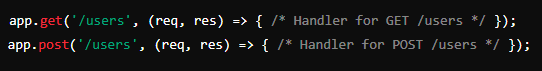 app.get('/users', (req, res) => { /* Handler for GET /users */ });
app.post('/users', (req, res) => { /* Handler for POST /users */ });